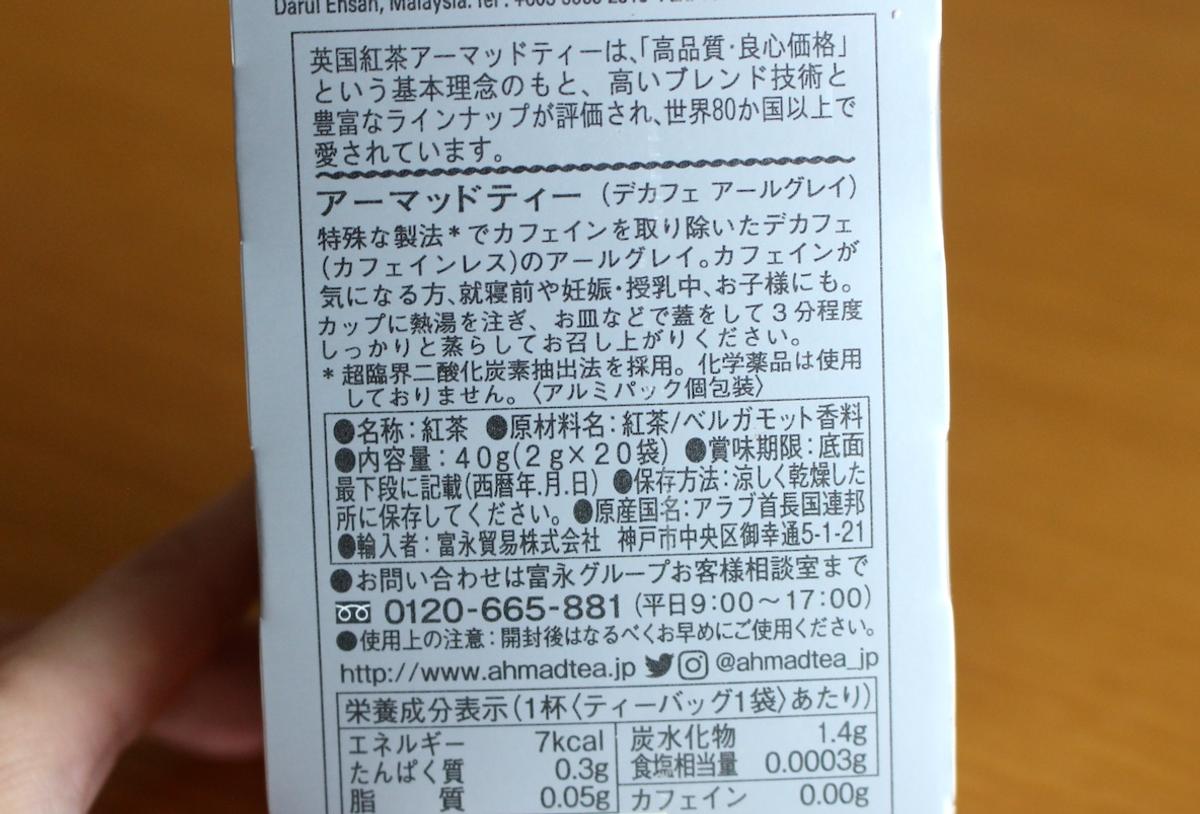 Darul Ehsan, Malaysia. Tel
英国紅茶アーマッドティーは、「高品質・良心価格」
という基本理念のもと、高いブレンド技術と
豊富なラインナップが評価され、世界80か国以上で
愛されています。
アーマッドティー（デカフェ アールグレイ）
特殊な製法*でカフェインを取り除いたデカフェ
(カフェインレス)のアールグレイ。カフェインが
気になる方、就寝前や妊娠・授乳中、お子様にも。
カップに熱湯を注ぎ、お皿などで蓋をして3分程度
しっかりと蒸らしてお召し上がりください。
* 超臨界二酸化炭素抽出法を採用。化学薬品は使用
しておりません。〈アルミパック個包装〉
●名称：紅茶 ●原材料名：紅茶/ベルガモット香料
●内容量：40g(2g×20袋) ●賞味期限：底面
最下段に記載(西暦年.月.日) ●保存方法：涼しく乾燥した
所に保存してください。●原産国名：アラブ首長国連邦
●輸入者：富永貿易株式会社 神戸市中央区御幸通5-1-21
●お問い合わせは富永グループお客様相談室まで
0120-665-881 (平日9:00～17:00)
●使用上の注意：開封後はなるべくお早めにご使用ください。
http://www.ahmadtea.jp @ahmadtea_jp
栄養成分表示(1杯〈ティーバッグ1袋〉あたり)
エネルギー 7kcal 炭水化物 1.4g
たんぱく質 0.3g 食塩相当量 0.0003g
脂質 0.05g カフェイン 0.00g